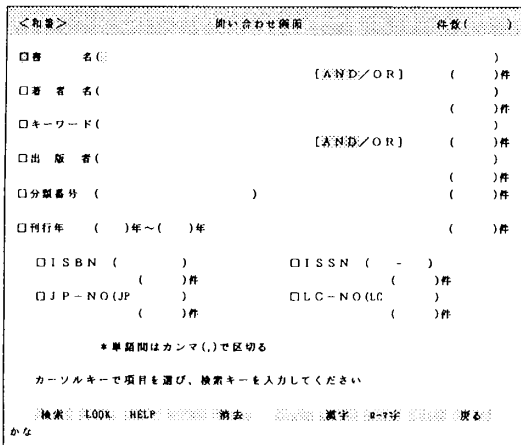 <和書> 問い合わせ画面 件数( )
□書 名( )
[AND/OR] ( )件
□著 者 名( )
( )件
□キーワード( )
[AND/OR] ( )件
□出 版 者( )
( )件
□分類番号 ( ) ( )件
□刊行年 ( )年~( )年 ( )件
□ISBN ( ) □ISSN ( - )
( )件 ( )件
□JP-NO(JP ) □LC-NO(LC )
( )件 ( )件
*単語間はカンマ(,)で区切る
カーソルキーで項目を選び、検索キーを入力してください
検索 LOOK HELP 消去 漢字 ローマ字 戻る
かな